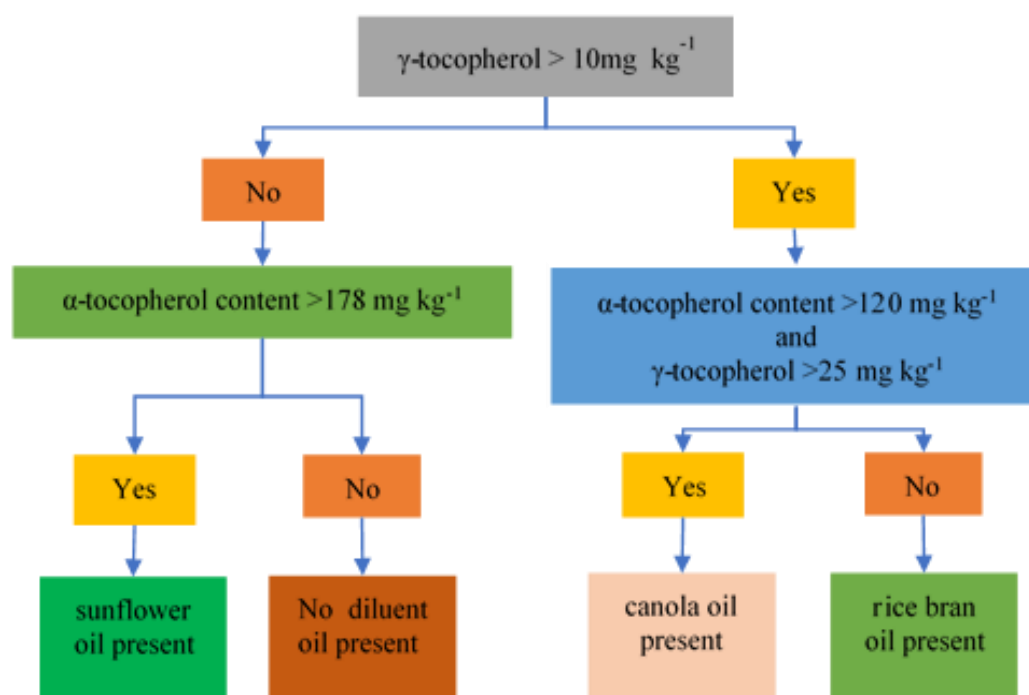 γ-tocopherol > 10mg kg⁻¹
No
Yes
α-tocopherol content >178 mg kg⁻¹
α-tocopherol content >120 mg kg⁻¹
and
γ-tocopherol >25 mg kg⁻¹
Yes
No
Yes
No
sunflower
oil present
No diluent
oil present
canola oil
present
rice bran
oil present